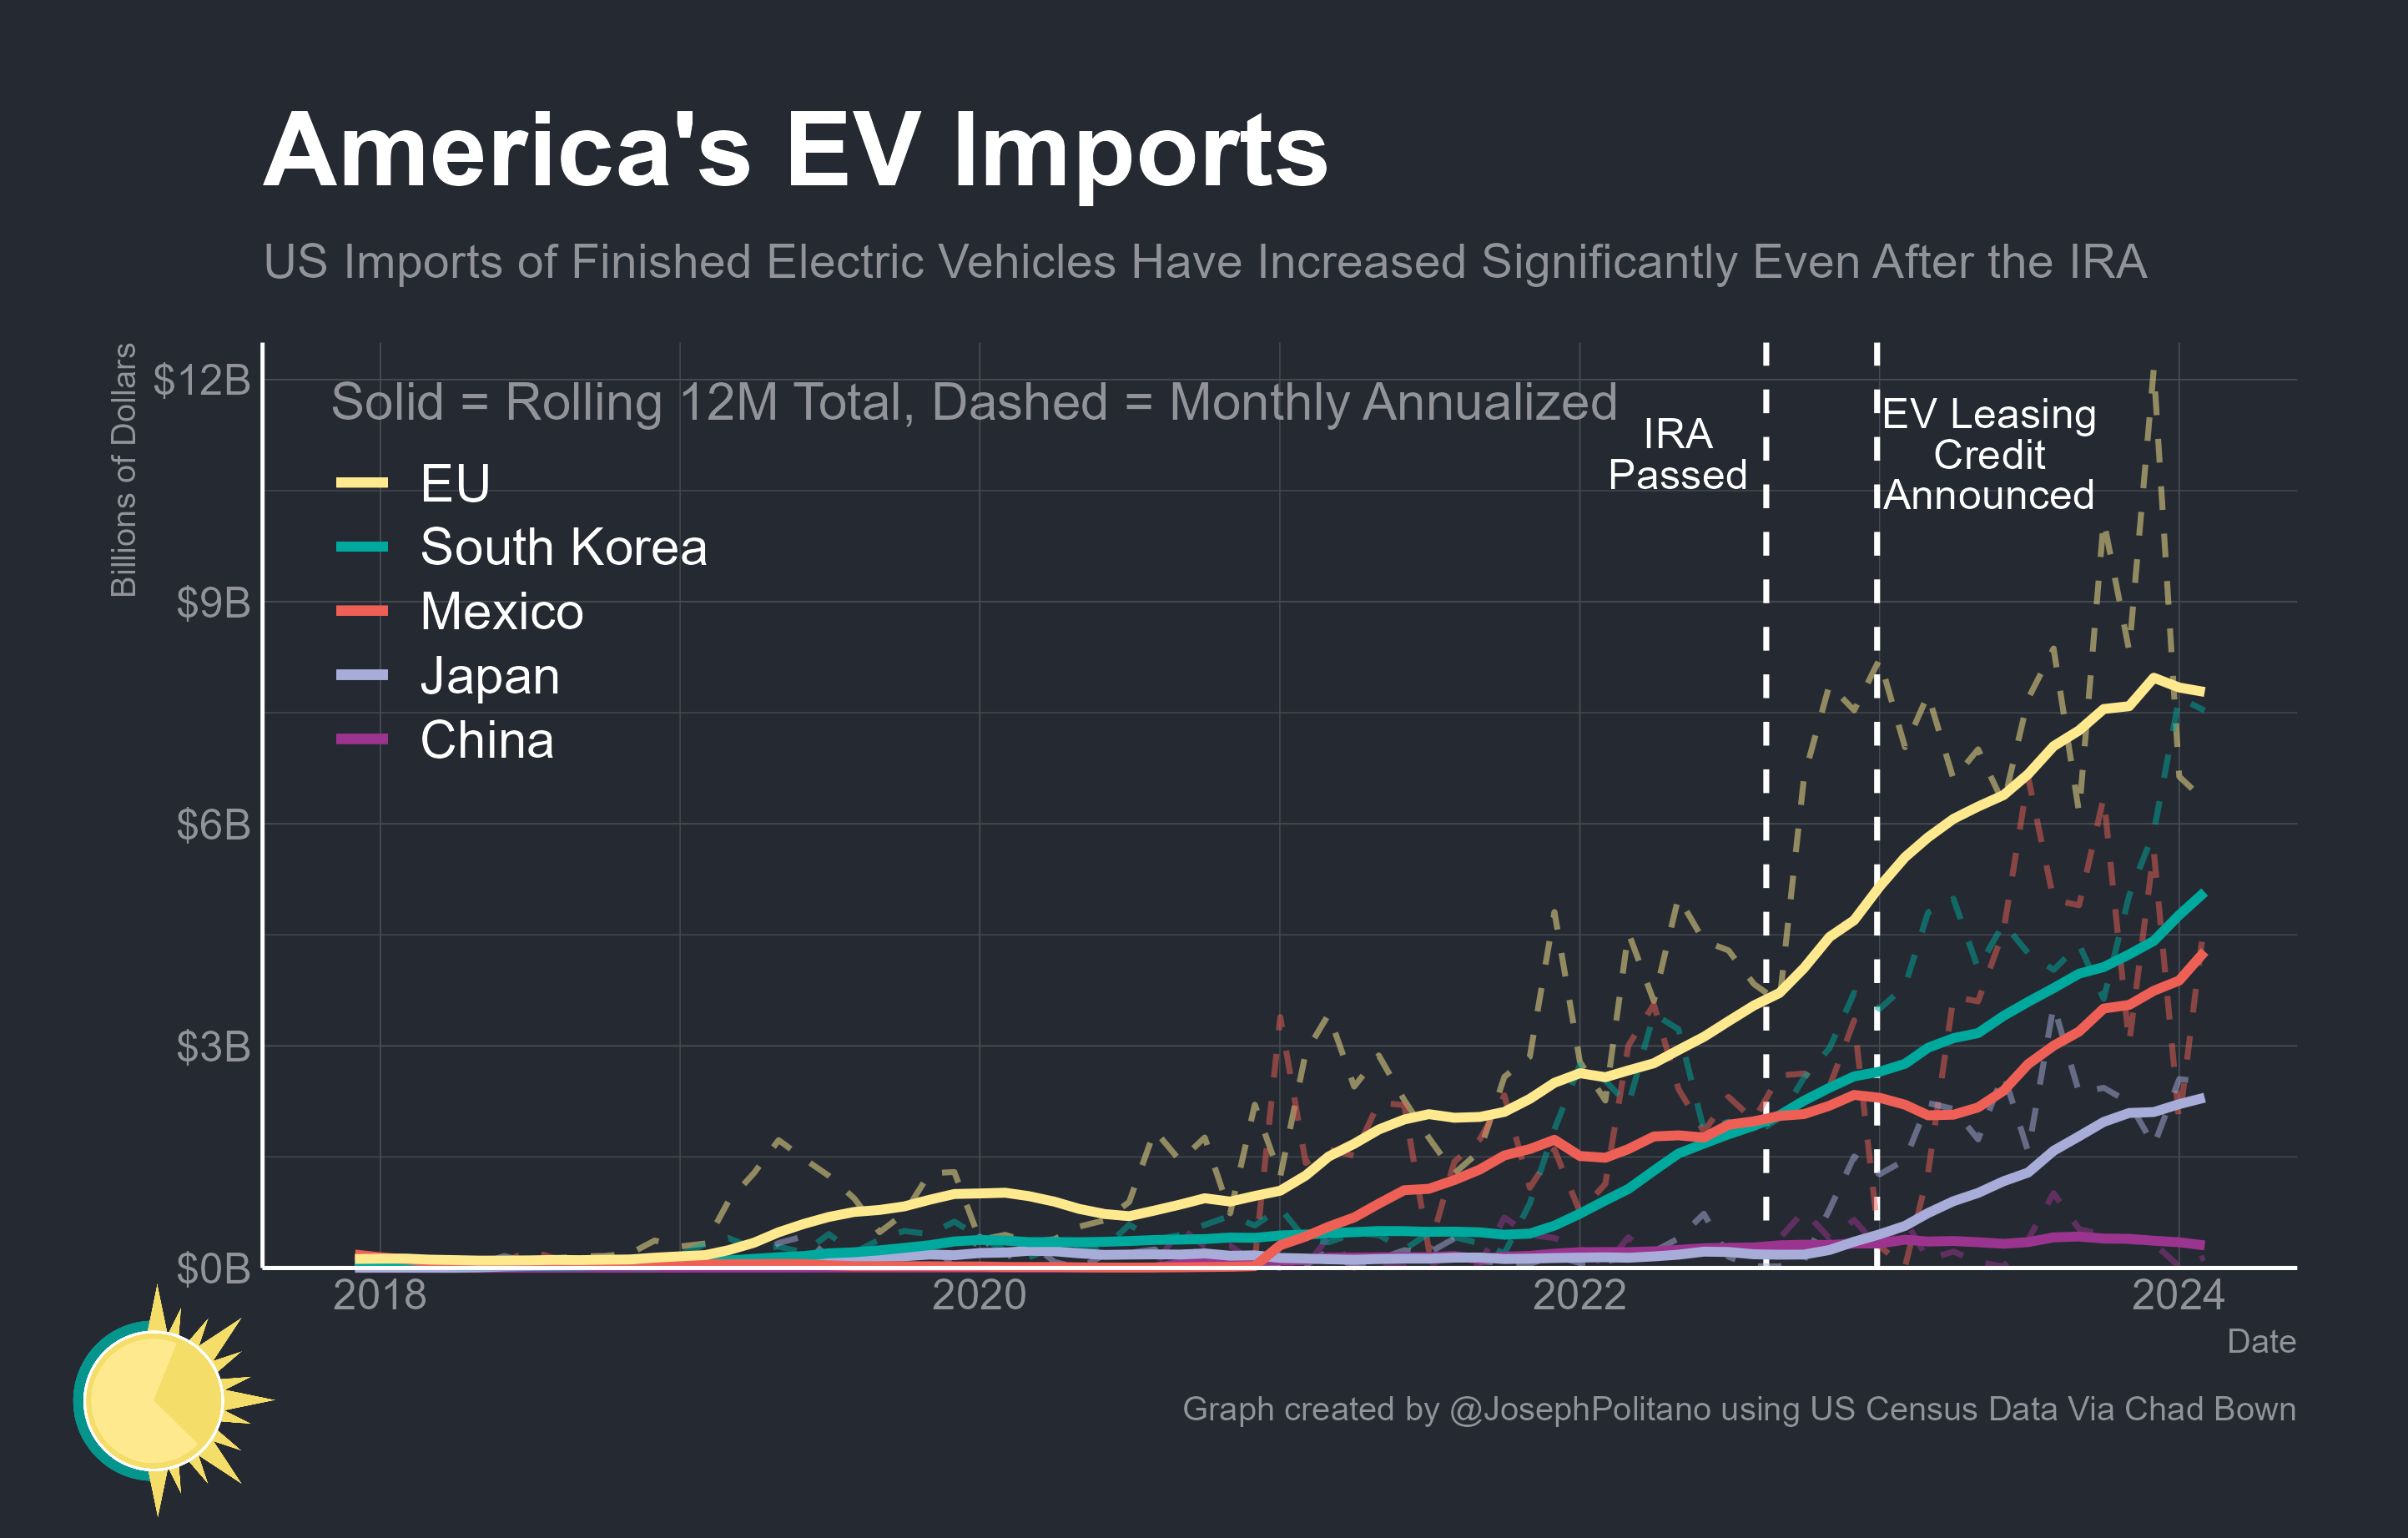 America's EV Imports
US Imports of Finished Electric Vehicles Have Increased Significantly Even After the IRA
Billions of Dollars
$12B
$9B
$6B
$3B
$0B
Solid = Rolling 12M Total, Dashed = Monthly Annualized
EU
South Korea
Mexico
Japan
China
IRA
Passed
EV Leasing
Credit
Announced
2018
2020
2022
2024
Date
Graph created by @JosephPolitano using US Census Data Via Chad Bown